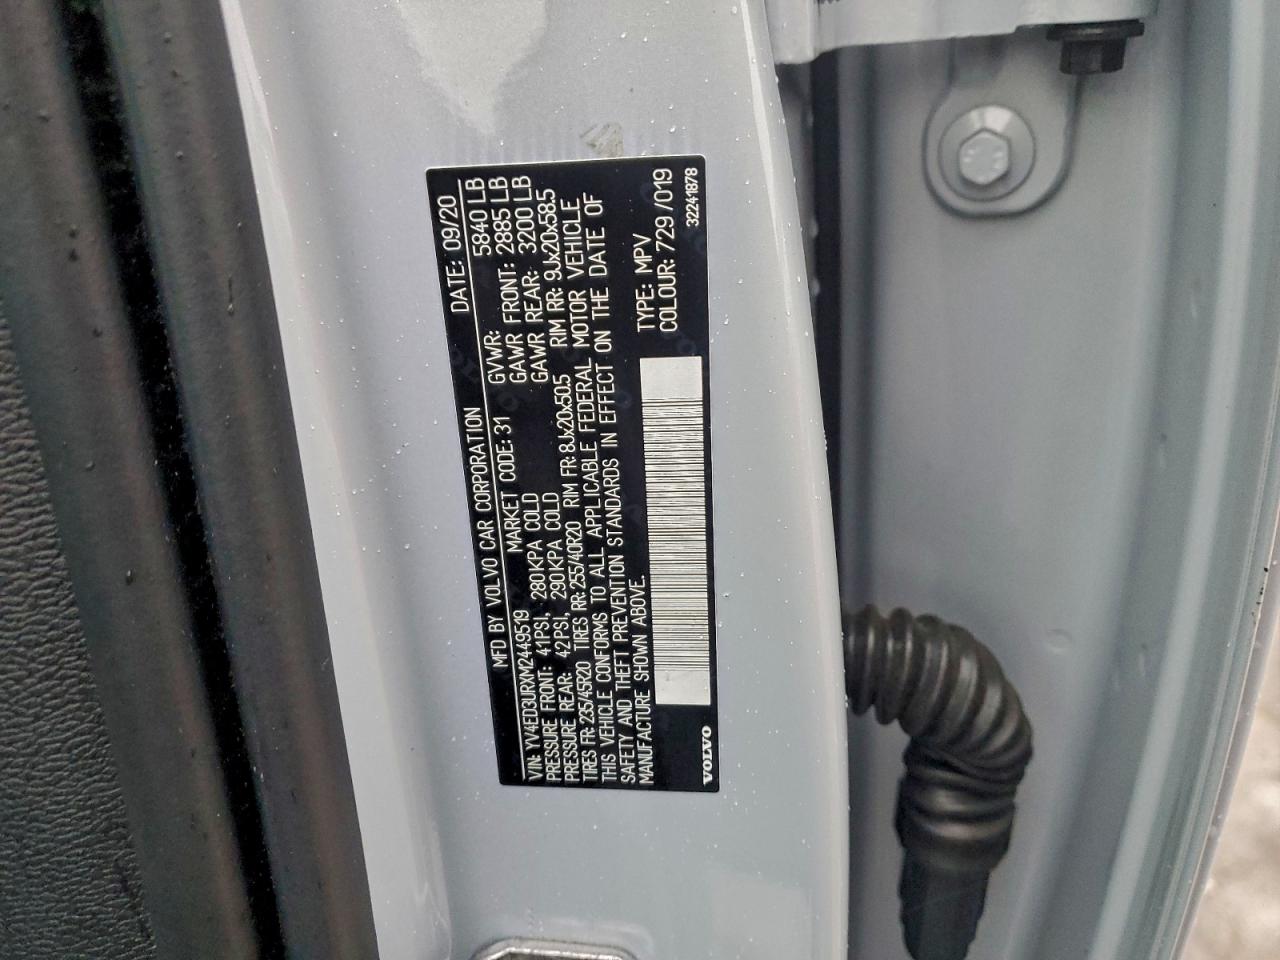 MFD BY VOLVO CAR CORPORATION DATE: 09/20
VIN: YV4ED3URXM2449519 MARKET CODE: 31 GVWR: 5840 LB
PRESSURE FRONT: 41PSI, 280KPA COLD GAWR FRONT: 2885 LB
PRESSURE REAR: 42PSI, 290KPA COLD GAWR REAR: 3200 LB
TIRES FR: 235/45R20 TIRES RR: 255/40R20 RIM FR: 8Jx20x50.5 RIM RR: 9Jx20x58.5
THIS VEHICLE CONFORMS TO ALL APPLICABLE FEDERAL MOTOR VEHICLE
SAFETY AND THEFT PREVENTION STANDARDS IN EFFECT ON THE DATE OF
MANUFACTURE SHOWN ABOVE.
TYPE: MPV
COLOUR: 729 /019
VOLVO 32241878